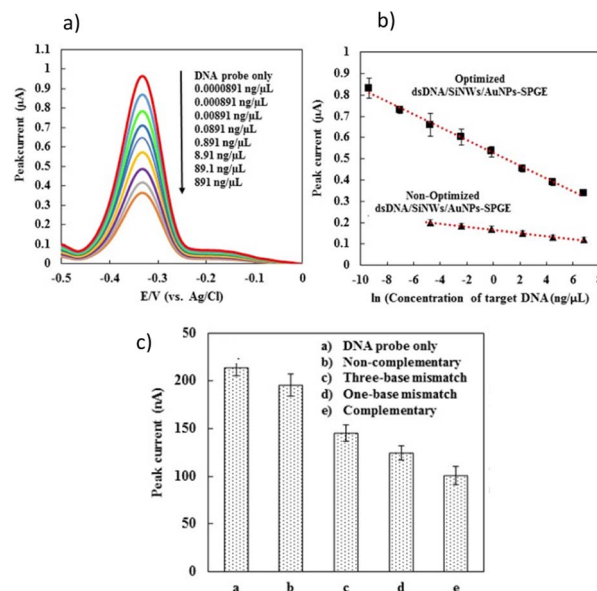 a)
Peakcurrent (μA)
1.1
1
0.9
0.8
0.7
0.6
0.5
0.4
0.3
0.2
0.1
0
-0.5
-0.4
-0.3
-0.2
-0.1
0
E/V (vs. Ag/Cl)
DNA probe only
0.0000891 ng/μL
0.000891 ng/μL
0.00891 ng/μL
0.0891 ng/μL
0.891 ng/μL
8.91 ng/μL
89.1 ng/μL
891 ng/μL
b)
Peak current (μA)
1
0.9
0.8
0.7
0.6
0.5
0.4
0.3
0.2
0.1
0
-10
-8
-6
-4
-2
0
2
4
6
8
ln (Concentration of target DNA (ng/μL)
Optimized
dsDNA/SiNWs/AuNPs-SPGE
Non-Optimized
dsDNA/SiNWs/AuNPs-SPGE
c)
Peak current (nA)
50
200
150
100
50
0
a
b
c
d
e
a) DNA probe only
b) Non-complementary
c) Three-base mismatch
d) One-base mismatch
e) Complementary